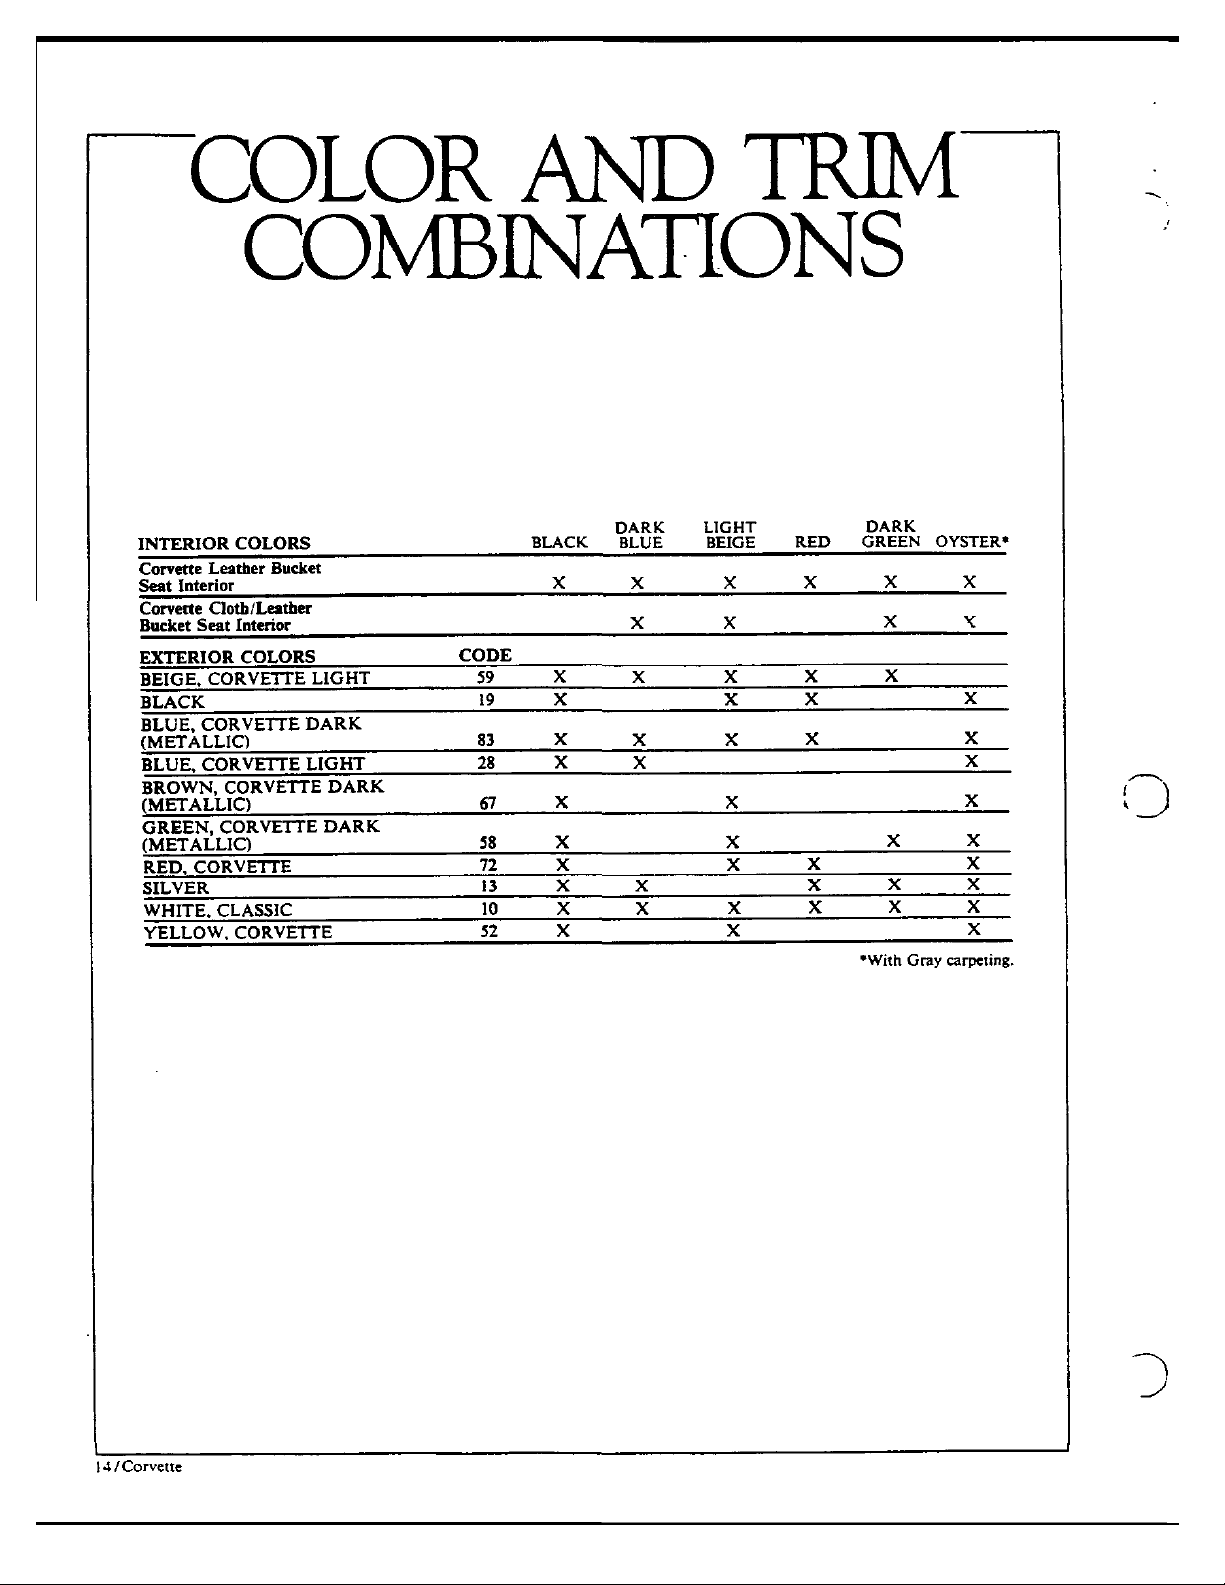 COLOR AND TRIM
COMBINATIONS
INTERIOR COLORS BLACK DARK BLUE LIGHT BEIGE RED DARK GREEN OYSTER*
Corvette Leather Bucket
Seat Interior X X X X X X
Corvette Cloth/Leather
Bucket Seat Interior X X X X
EXTERIOR COLORS CODE
BEIGE, CORVETTE LIGHT 59 X X X X X
BLACK 19 X X X X
BLUE, CORVETTE DARK
(METALLIC) 83 X X X X X
BLUE, CORVETTE LIGHT 28 X X X
BROWN, CORVETTE DARK
(METALLIC) 67 X X X
GREEN, CORVETTE DARK
(METALLIC) 58 X X X X
RED, CORVETTE 72 X X X X
SILVER 13 X X X X X
WHITE, CLASSIC 10 X X X X X X
YELLOW, CORVETTE 52 X X X
*With Gray carpeting.
14/Corvette